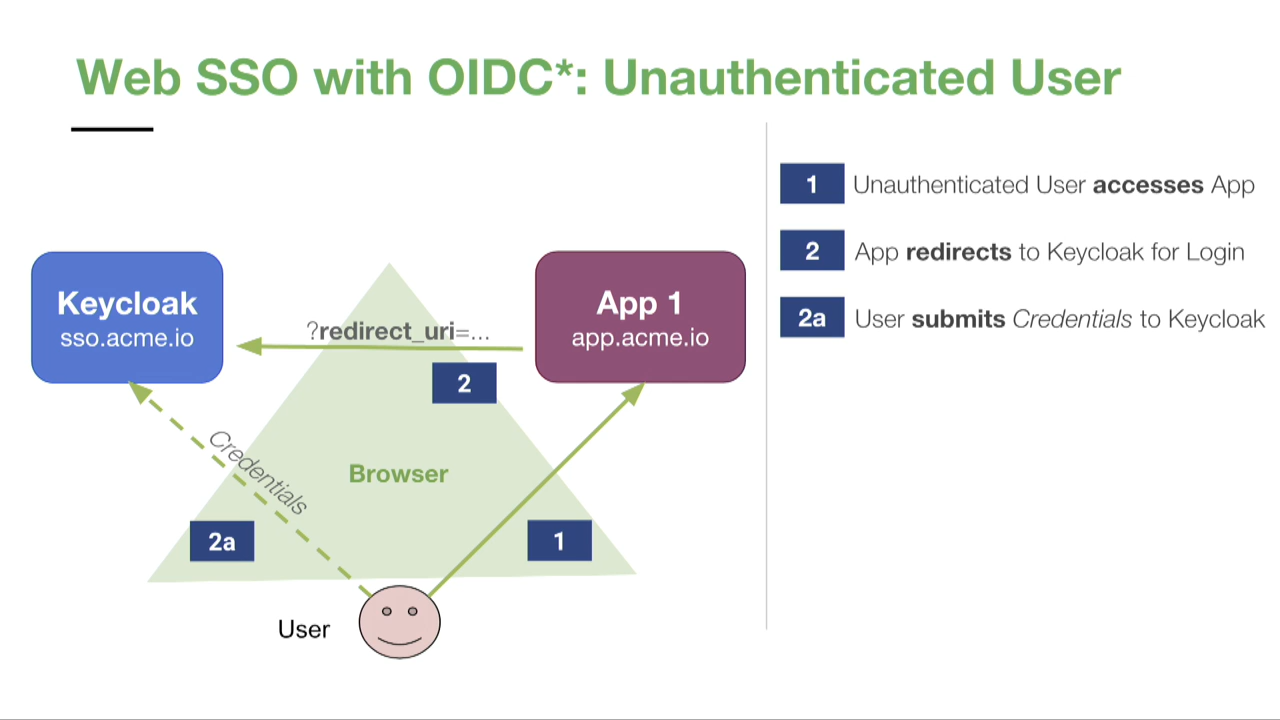 Web SSO with OIDC*: Unauthenticated User
Keycloak
sso.acme.io
?redirect_uri=...
App 1
app.acme.io
2
Credentials
Browser
2a
1
User
1 Unauthenticated User accesses App
2 App redirects to Keycloak for Login
2a User submits Credentials to Keycloak